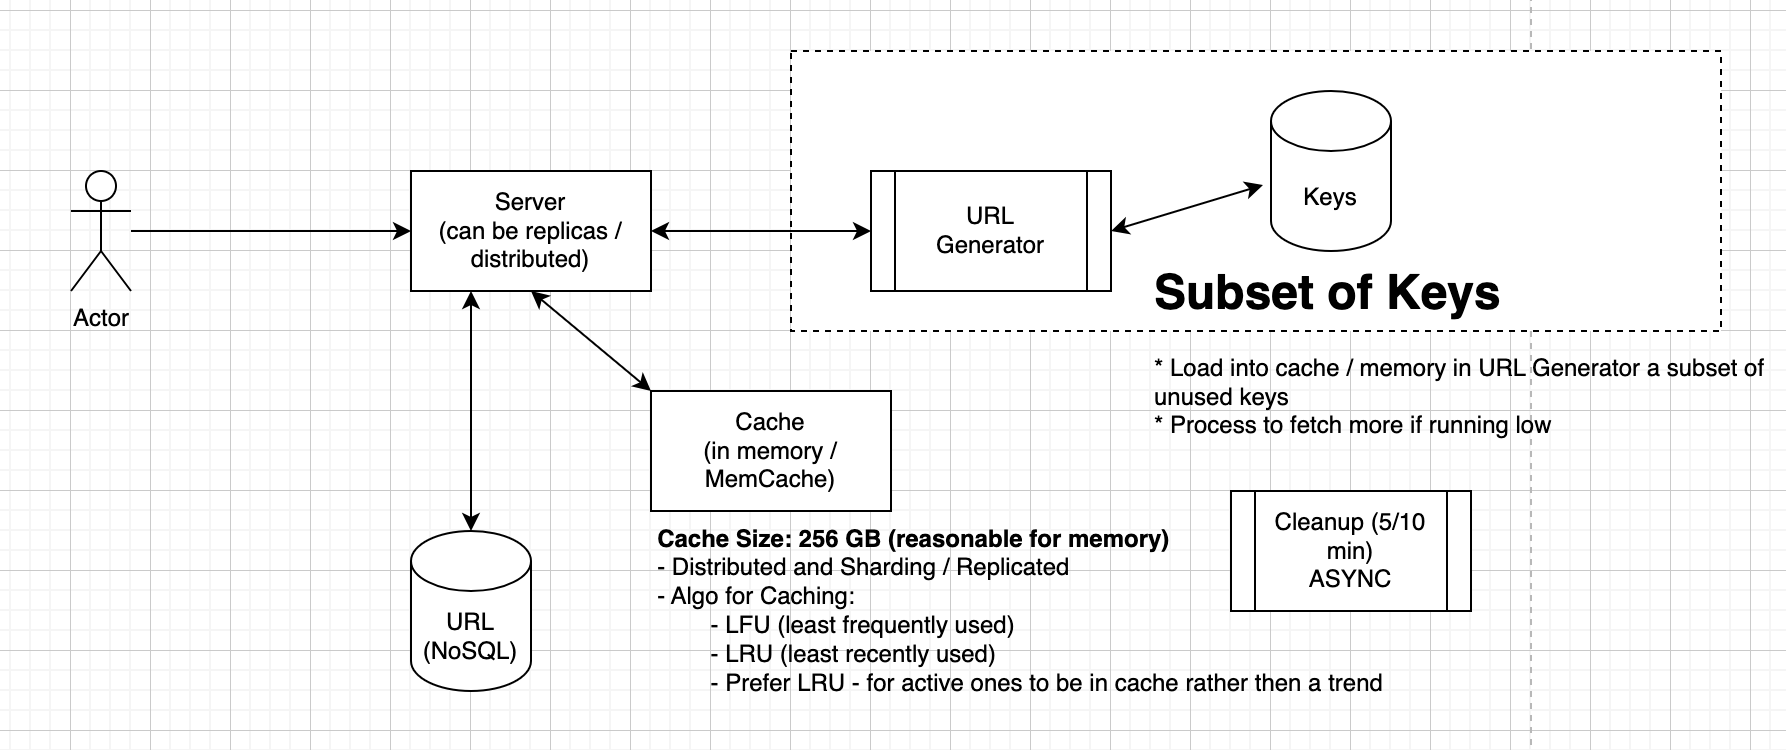 Server
(can be replicas /
distributed)
URL
Generator
Keys
Subset of Keys
Actor
* Load into cache / memory in URL Generator a subset of
unused keys
* Process to fetch more if running low
Cache
(in memory /
MemCache)
Cleanup (5/10
min)
ASYNC
Cache Size: 256 GB (reasonable for memory)
- Distributed and Sharding / Replicated
- Algo for Caching:
- LFU (least frequently used)
- LRU (least recently used)
- Prefer LRU - for active ones to be in cache rather then a trend
URL
(NoSQL)